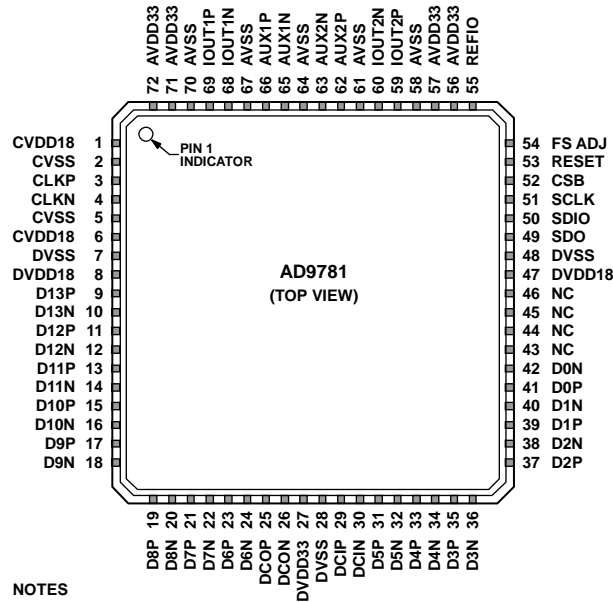 72 AVDD33
71 AVDD33
70 AVSS
69 IOUT1P
68 IOUT1N
67 AVSS
66 AUX1P
65 AUX1N
64 AVSS
63 AUX2N
62 AUX2P
61 AVSS
60 IOUT2N
59 IOUT2P
58 AVSS
57 AVDD33
56 AVDD33
55 REFIO
CVDD18 1
CVSS 2
CLKP 3
CLKN 4
CVSS 5
CVDD18 6
DVSS 7
DVDD18 8
D13P 9
D13N 10
D12P 11
D12N 12
D11P 13
D11N 14
D10P 15
D10N 16
D9P 17
D9N 18
PIN 1
INDICATOR
AD9781
(TOP VIEW)
54 FS ADJ
53 RESET
52 CSB
51 SCLK
50 SDIO
49 SDO
48 DVSS
47 DVDD18
46 NC
45 NC
44 NC
43 NC
42 D0N
41 D0P
40 D1N
39 D1P
38 D2N
37 D2P
D8P 19
D8N 20
D7P 21
D7N 22
D6P 23
D6N 24
DCOP 25
DCON 26
DVDD33 27
DVSS 28
DCIP 29
DCIN 30
D5P 31
D5N 32
D4P 33
D4N 34
D3P 35
D3N 36
NOTES